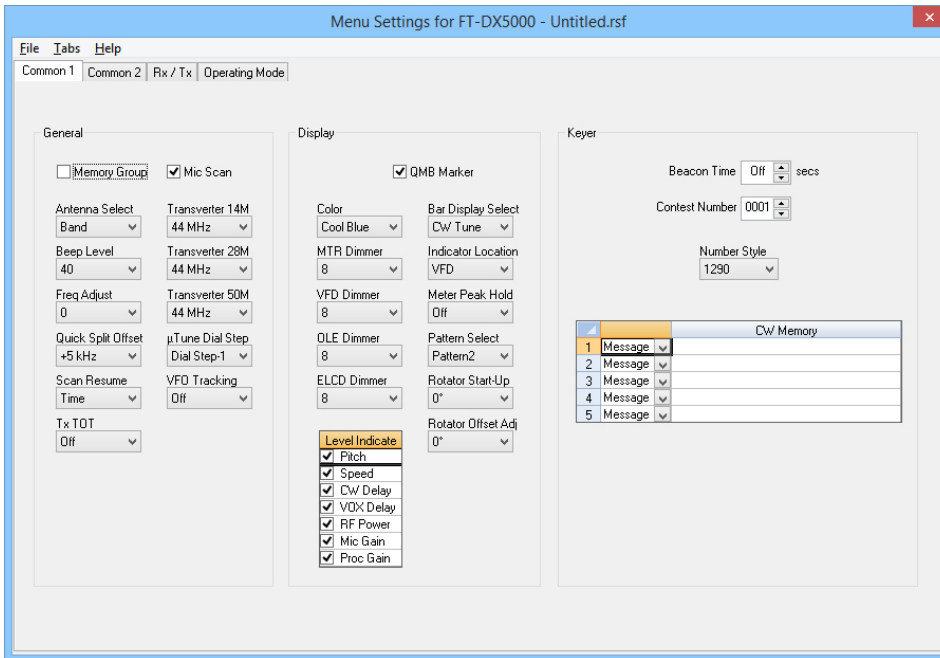 Menu Settings for FT-DX5000 - Untitled.rsf
×
File Tabs Help
Common 1 Common 2 Rx / Tx Operating Mode
General
Memory Group Mic Scan
Antenna Select Transverter 14M
Band 44 MHz
Beep Level Transverter 28M
40 44 MHz
Freq Adjust Transverter 50M
0 44 MHz
Quick Split Offset µTune Dial Step
+5 kHz Dial Step-1
Scan Resume VFO Tracking
Time Off
Tx TOT
Off
Display
QMB Marker
Color Bar Display Select
Cool Blue CW Tune
MTR Dimmer Indicator Location
8 VFD
VFD Dimmer Meter Peak Hold
8 Off
OLE Dimmer Pattern Select
8 Pattern2
ELCD Dimmer Rotator Start-Up
8 0°
Rotator Offset Adj
0°
Level Indicate
Pitch
Speed
CW Delay
VOX Delay
RF Power
Mic Gain
Proc Gain
Keyer
Beacon Time Off secs
Contest Number 0001
Number Style
1290
CW Memory
1 Message
2 Message
3 Message
4 Message
5 Message